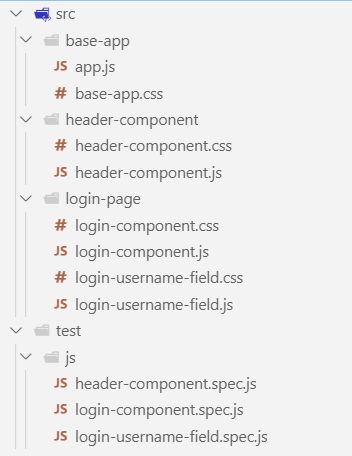 src
base-app
JS app.js
# base-app.css
header-component
# header-component.css
JS header-component.js
login-page
# login-component.css
JS login-component.js
# login-username-field.css
JS login-username-field.js
test
js
JS header-component.spec.js
JS login-component.spec.js
JS login-username-field.spec.js